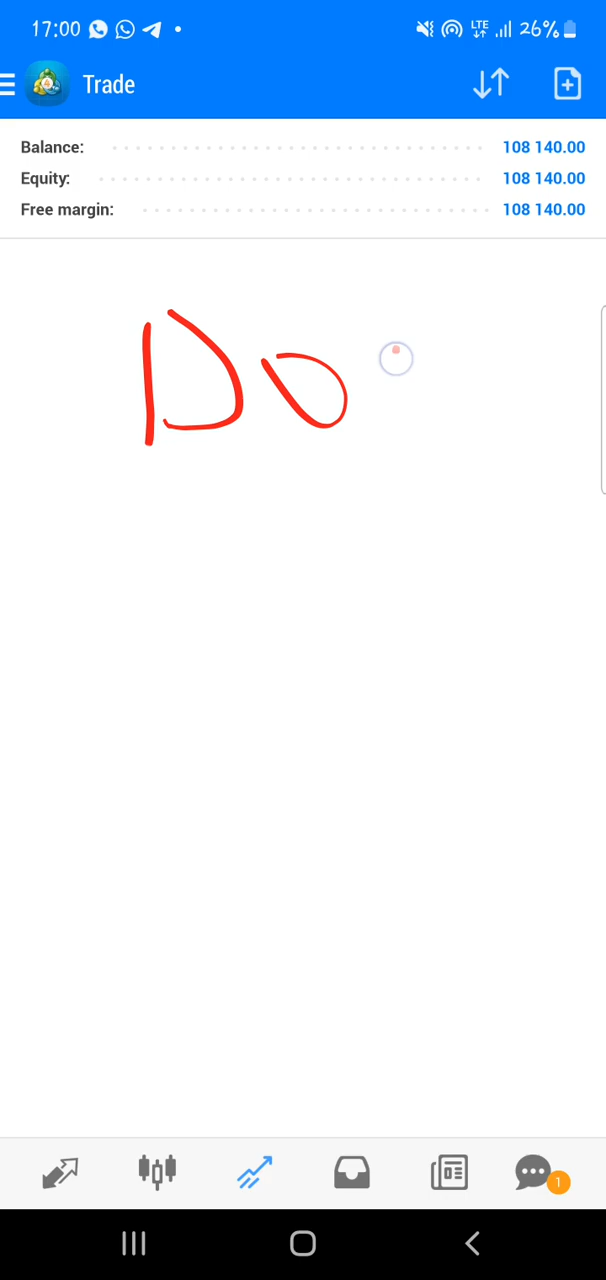 17:00 LTE 26%
Trade
Balance: 108 140.00
Equity: 108 140.00
Free margin: 108 140.00
Do
1